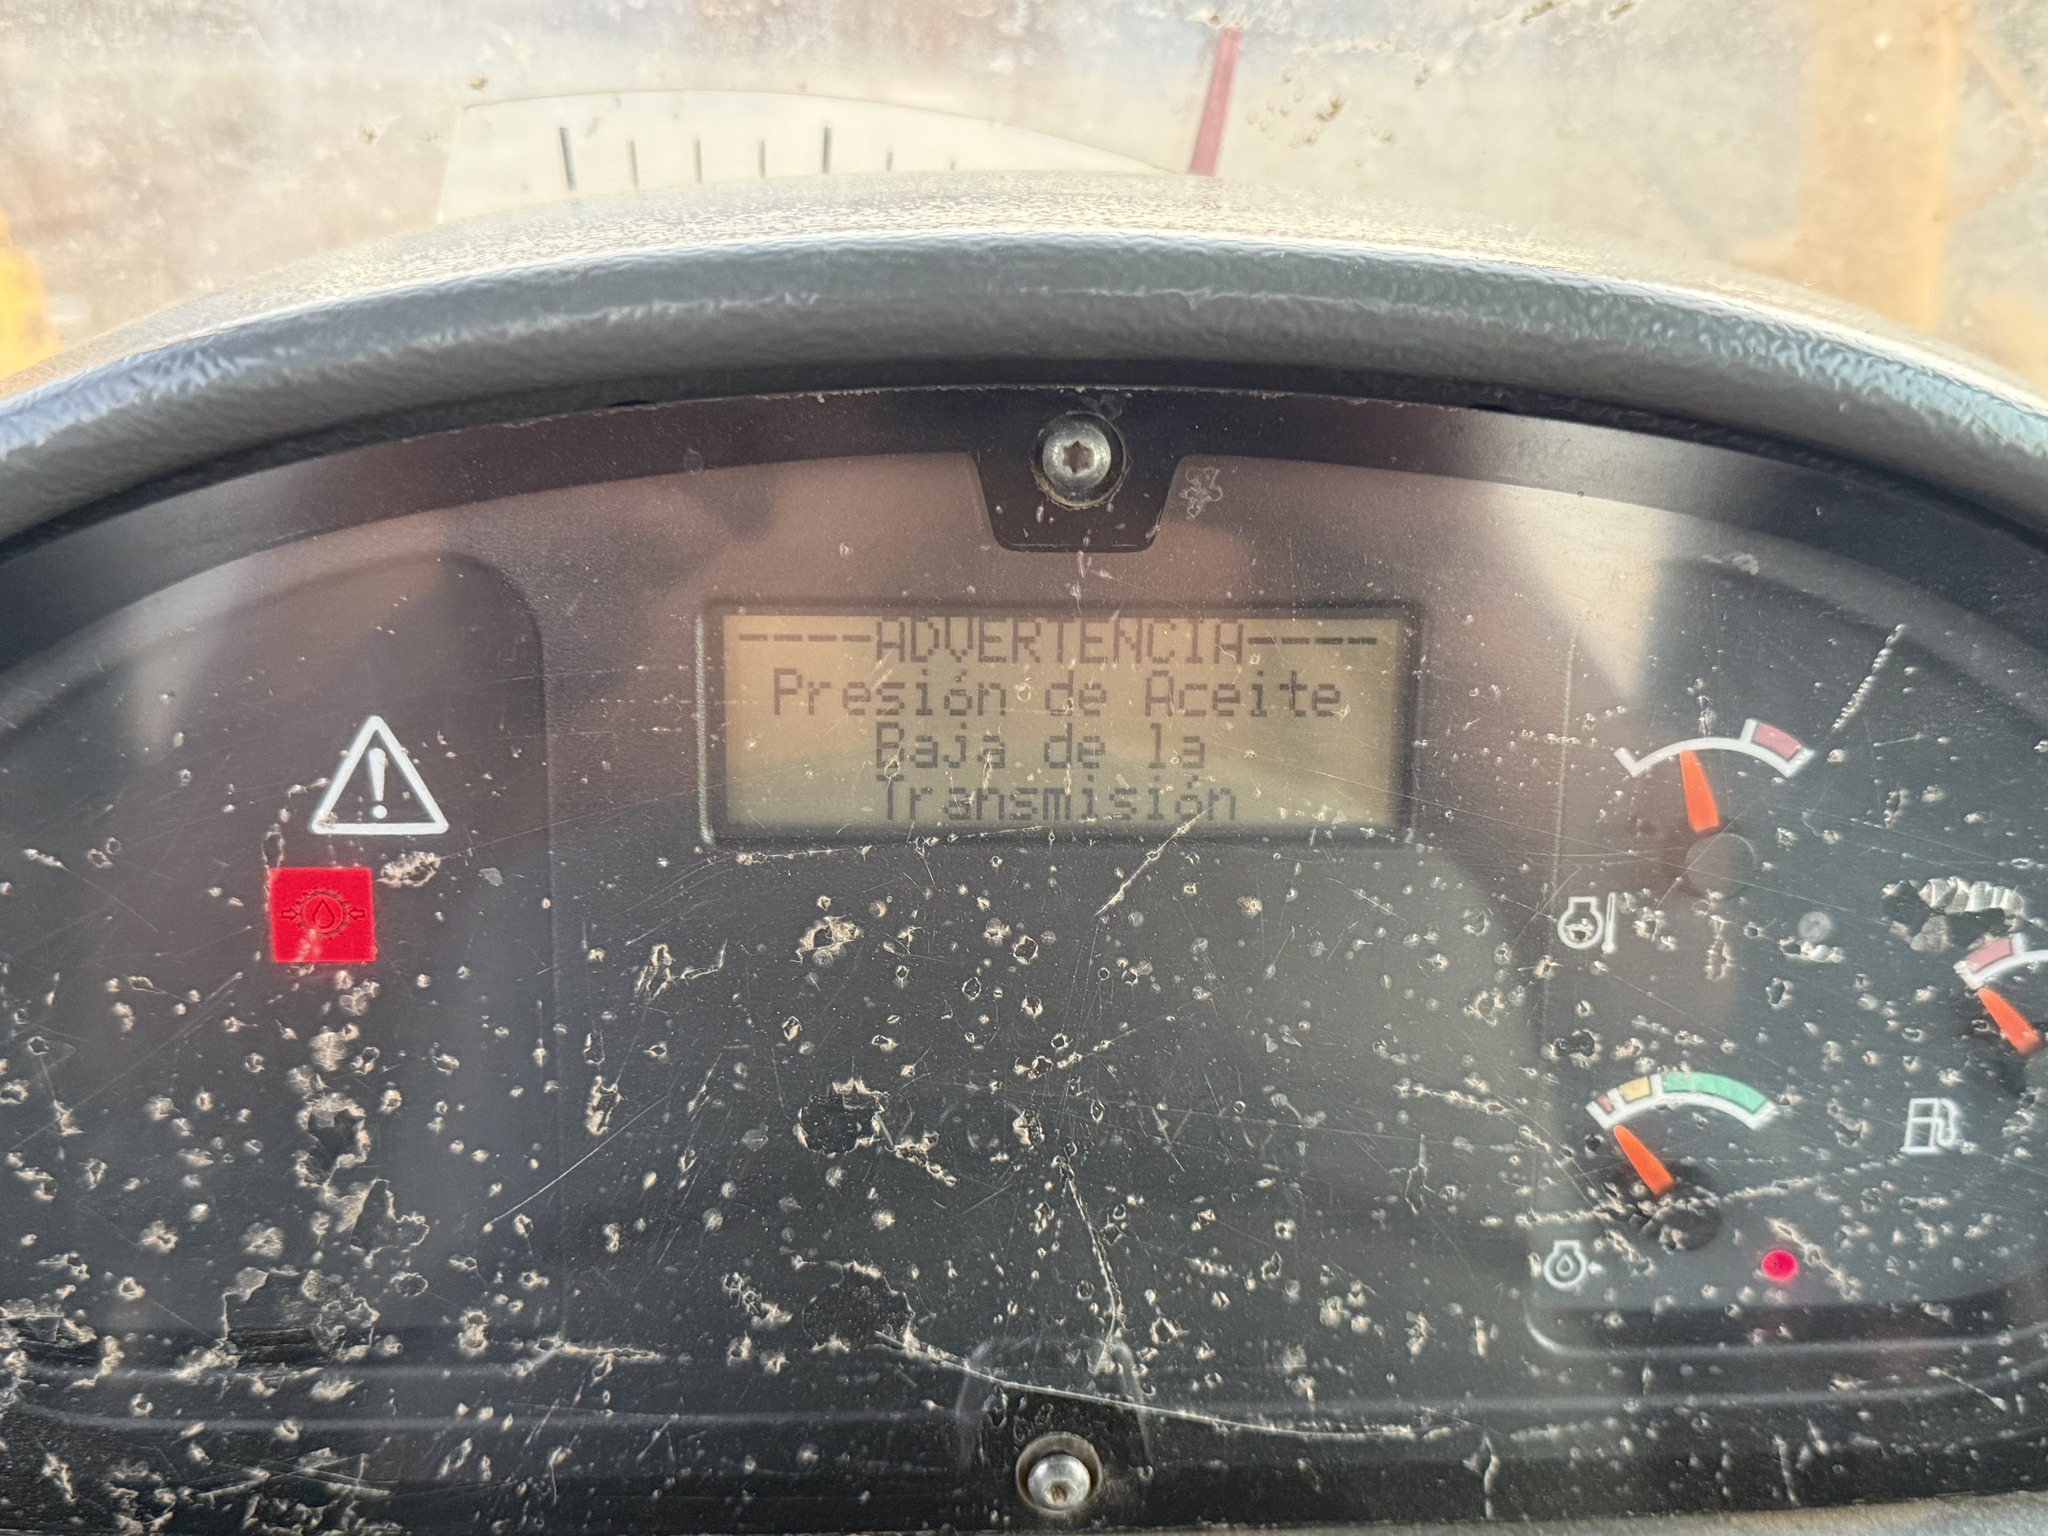 ----ADVERTENCIA----
Presión de Aceite
Baja de la
Transmisión